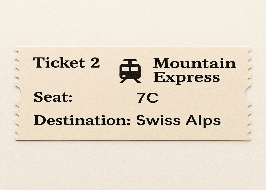 Ticket 2
Mountain
Express
Seat: 7C
Destination: Swiss Alps